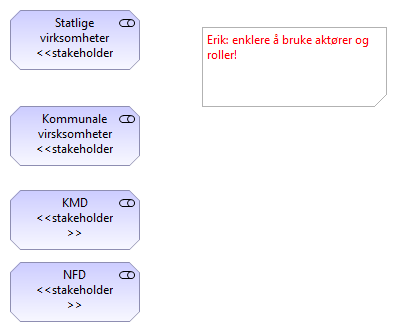 Statlige
virksomheter
<<stakeholder
Erik: enklere å bruke aktører og
roller!
Kommunale
virsksomheter
<<stakeholder
KMD
<<stakeholder
>>
NFD
<<stakeholder
>>